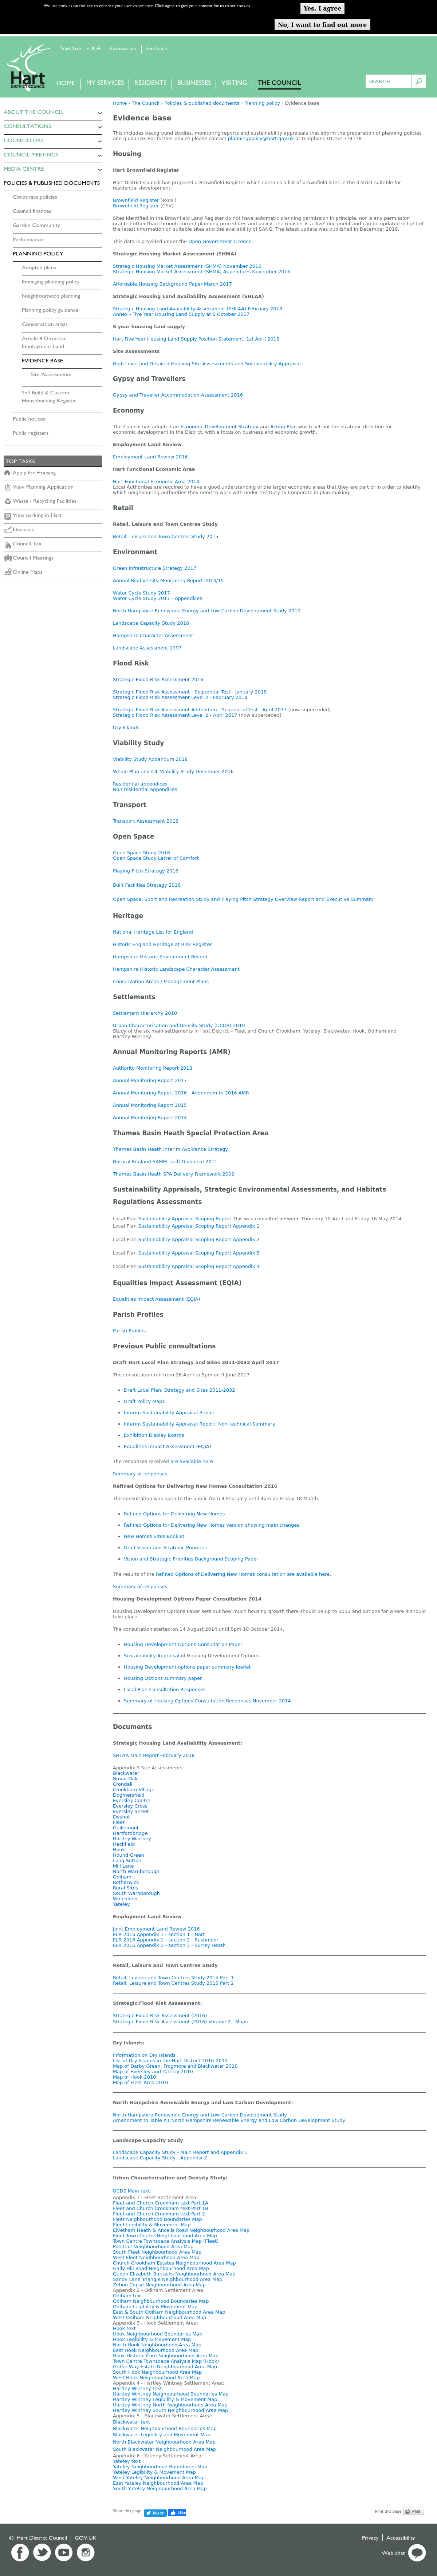 We use cookies on this site to enhance your user experience. Click agree to give your consent for us to set cookies.
Yes, I agree
No, I want to find out more
Text Size A A A
Contact us
Feedback
Hart
DISTRICT COUNCIL
HOME
MY SERVICES
RESIDENTS
BUSINESSES
VISITING
THE COUNCIL
SEARCH
ABOUT THE COUNCIL
CONSULTATIONS
COUNCILLORS
COUNCIL MEETINGS
MEDIA CENTRE
POLICIES & PUBLISHED DOCUMENTS
Corporate policies
Council finances
Garden Community
Performance
PLANNING POLICY
Adopted plans
Emerging planning policy
Neighbourhood planning
Planning policy guidance
Conservation areas
Article 4 Direction –
Employment Land
EVIDENCE BASE
Site Assessments
Self Build & Custom
Housebuilding Register
Public notices
Public registers
TOP TASKS
Apply for Housing
View Planning Application
Waste / Recycling Facilities
View parking in Hart
Elections
Council Tax
Council Meetings
Online Maps
Home › The Council › Policies & published documents › Planning policy › Evidence base
Evidence base
This includes background studies, monitoring reports and sustainability appraisals that inform the preparation of planning policies
and guidance. For further advice please contact planningpolicy@hart.gov.uk or telephone 01252 774118
Housing
Hart Brownfield Register
Hart District Council has prepared a Brownfield Register which contains a list of brownfield sites in the district suitable for
residential development.
Brownfield Register (excel)
Brownfield Register (CSV)
Sites identified in the Brownfield Land Register do not have automatic planning permission, permission in principle, and are not
granted consent through current planning policies and policy.
This data is provided under the Open Government Licence.
Strategic Housing Market Assessment (SHMA)
Strategic Housing Market Assessment (SHMA) November 2016
Strategic Housing Market Assessment (SHMA) Appendices November 2016
Affordable Housing Background Paper March 2017
Strategic Housing Land Availability Assessment (SHLAA)
Strategic Housing Land Availability Assessment (SHLAA) February 2018
Annex - Five Year Housing Land Supply at 6 October 2017
5 year housing land supply
Hart Five Year Housing Land Supply Position Statement, 1st April 2018
Site Assessments
High Level and Detailed Housing Site Assessments and Sustainability Appraisal
Gypsy and Travellers
Gypsy and Traveller Accommodation Assessment 2016
Economy
The Council has adopted an Economic Development Strategy and Action Plan which set out the strategic direction for economic
development in the District, with a focus on business and economic growth.
Employment Land Review
Employment Land Review 2016
Hart Functional Economic Area
Hart Functional Economic Area 2014
Local Authorities are required to have a good understanding of the larger economic areas that they are part of in order to identify
which neighbouring authorities they need to work with under the Duty to Cooperate on plan-making.
Retail
Retail, Leisure and Town Centres Study
Retail, Leisure and Town Centres Study 2015
Environment
Green Infrastructure Strategy 2017
Annual Biodiversity Monitoring Report 2014/15
Water Cycle Study 2017
Water Cycle Study 2017 - Appendices
North Hampshire Renewable Energy and Low Carbon Development Study 2010
Landscape Capacity Study 2016
Hampshire Character Assessment
Landscape Assessment 1997
Flood Risk
Strategic Flood Risk Assessment 2016
Strategic Flood Risk Assessment - Sequential Test - January 2018
Strategic Flood Risk Assessment Level 2 - February 2018
Strategic Flood Risk Assessment Addendum - Sequential Test - April 2017 (now superceded)
Strategic Flood Risk Assessment Level 2 - April 2017 (now superceded)
Dry Islands
Viability Study
Viability Study Addendum 2018
Whole Plan and CIL Viability Study December 2016
Residential appendices
Non residential appendices
Transport
Transport Assessment 2018
Open Space
Open Space Study 2016
Open Space Study Letter of Comfort
Playing Pitch Strategy 2016
Built Facilities Strategy 2016
Open Space, Sport and Recreation Study and Playing Pitch Strategy Overview Report and Executive Summary
Heritage
National Heritage List for England
Historic England Heritage at Risk Register
Hampshire Historic Environment Record
Hampshire Historic Landscape Character Assessment
Conservation Areas / Management Plans
Settlements
Settlement Hierarchy 2010
Urban Characterisation and Density Study (UCDS) 2010
Study of the six main settlements in Hart District – Fleet and Church Crookham, Yateley, Blackwater, Hook, Odiham and
Hartley Wintney.
Annual Monitoring Reports (AMR)
Authority Monitoring Report 2018
Annual Monitoring Report 2017
Annual Monitoring Report 2016 - Addendum to 2016 AMR
Annual Monitoring Report 2015
Annual Monitoring Report 2014
Thames Basin Heath Special Protection Area
Thames Basin Heath Interim Avoidance Strategy
Natural England SAMM Tariff Guidance 2011
Thames Basin Heath SPA Delivery Framework 2009
Sustainability Appraisals, Strategic Environmental Assessments, and Habitats
Regulations Assessments
Local Plan Sustainability Appraisal Scoping Report This was consulted between Thursday 10 April and Friday 16 May 2014
Local Plan Sustainability Appraisal Scoping Report Appendix 1
Local Plan Sustainability Appraisal Scoping Report Appendix 2
Local Plan Sustainability Appraisal Scoping Report Appendix 3
Local Plan Sustainability Appraisal Scoping Report Appendix 4
Equalities Impact Assessment (EQIA)
Equalities Impact Assessment (EQIA)
Parish Profiles
Parish Profiles
Previous Public consultations
Draft Hart Local Plan Strategy and Sites 2011-2032 April 2017
The consultation ran from 26 April to 5pm on 9 June 2017
Draft Local Plan: Strategy and Sites 2011-2032
Draft Policy Maps
Interim Sustainability Appraisal Report
Interim Sustainability Appraisal Report: Non-technical Summary
Exhibition Display Boards
Equalities Impact Assessment (EQIA)
The responses received are available here
Summary of responses
Refined Options for Delivering New Homes Consultation 2016
The consultation was open to the public from 4 February until 4pm on Friday 18 March.
Refined Options for Delivering New Homes
Refined Options for Delivering New Homes version showing main changes
New Homes Sites Booklet
Draft Vision and Strategic Priorities
Vision and Strategic Priorities Background Scoping Paper
The results of the Refined Options of Delivering New Homes consultation are available here.
Summary of responses
Housing Development Options Paper Consultation 2014
Housing Development Options Paper sets out how much housing growth there should be up to 2032 and options for where it should
take place.
The consultation started on 14 August 2014 until 5pm 10 October 2014.
Housing Development Options Consultation Paper
Sustainability Appraisal of Housing Development Options
Housing Development options paper summary leaflet
Housing Options summary paper
Local Plan Consultation Responses
Summary of Housing Options Consultation Responses November 2014
Documents
Strategic Housing Land Availability Assessment:
SHLAA Main Report February 2018
Appendix 9 Site Assessments
Blackwater
Broad Oak
Crondall
Crookham Village
Dogmersfield
Eversley Centre
Eversley Cross
Eversley Street
Ewshot
Fleet
Guillemont
Hartfordbridge
Hartley Wintney
Heckfield
Hook
Hound Green
Long Sutton
Mill Lane
North Warnborough
Odiham
Rotherwick
Rural Sites
South Warnborough
Winchfield
Yateley
Employment Land Review
Joint Employment Land Review 2016
ELR 2016 Appendix 1 - section 1 - Hart
ELR 2016 Appendix 1 - section 2 - Rushmoor
ELR 2016 Appendix 1 - section 3 - Surrey Heath
Retail, Leisure and Town Centres Study
Retail, Leisure and Town Centres Study 2015 Part 1
Retail, Leisure and Town Centres Study 2015 Part 2
Strategic Flood Risk Assessment:
Strategic Flood Risk Assessment (2016)
Strategic Flood Risk Assessment (2016) Volume 2 - Maps
Dry Islands:
Information on Dry Islands
List of Dry Islands in the Hart District 2010-2012
Map of Darby Green, Frogmore and Blackwater 2010
Map of Eversley and Yateley 2010
Map of Hook 2010
Map of Fleet Area 2010
North Hampshire Renewable Energy and Low Carbon Development:
North Hampshire Renewable Energy and Low Carbon Development Study
Amendment to Table A1 North Hampshire Renewable Energy and Low Carbon Development Study
Landscape Capacity Study
Landscape Capacity Study - Main Report and Appendix 1
Landscape Capacity Study - Appendix 2
Urban Characterisation and Density Study:
UCDS Main text
Appendix 1 - Fleet Settlement Area:
Fleet and Church Crookham text Part 1A
Fleet and Church Crookham text Part 1B
Fleet and Church Crookham text Part 2
Fleet Neighbourhood Boundaries Map
Fleet Legibility & Movement Map
Elvetham Heath & Ancells Road Neighbourhood Area Map
Fleet Town Centre Neighbourhood Area Map
Town Centre Townscape Analysis Map (Fleet)
Pondtail Neighbourhood Area Map
South Fleet Neighbourhood Area Map
West Fleet Neighbourhood Area Map
Church Crookham Estates Neighbourhood Area Map
Gally Hill Road Neighbourhood Area Map
Queen Elizabeth Barracks Neighbourhood Area Map
Sandy Lane Triangle Neighbourhood Area Map
Zebon Copse Neighbourhood Area Map
Appendix 2 - Odiham Settlement Area:
Odiham text
Odiham Neighbourhood Boundaries Map
Odiham Legibility & Movement Map
East & South Odiham Neighbourhood Area Map
West Odiham Neighbourhood Area Map
Appendix 3 - Hook Settlement Area:
Hook text
Hook Neighbourhood Boundaries Map
Hook Legibility & Movement Map
North Hook Neighbourhood Area Map
East Hook Neighbourhood Area Map
Hook Historic Core Neighbourhood Area Map
Town Centre Townscape Analysis Map (Hook)
Griffin Way Estate Neighbourhood Area Map
South Hook Neighbourhood Area Map
West Hook Neighbourhood Area Map
Appendix 4 - Hartley Wintney Settlement Area:
Hartley Wintney text
Hartley Wintney Neighbourhood Boundaries Map
Hartley Wintney Legibility & Movement Map
Hartley Wintney North Neighbourhood Area Map
Hartley Wintney South Neighbourhood Area Map
Appendix 5 - Blackwater Settlement Area:
Blackwater text
Blackwater Neighbourhood Boundaries Map
Blackwater Legibility and Movement Map
North Blackwater Neighbourhood Area Map
South Blackwater Neighbourhood Area Map
Appendix 6 - Yateley Settlement Area:
Yateley text
Yateley Neighbourhood Boundaries Map
Yateley Legibility & Movement Map
West Yateley Neighbourhood Area Map
East Yateley Neighbourhood Area Map
South Yateley Neighbourhood Area Map
Share this page
Tweet
Like
Print this page
Print
© Hart District Council
GOV.UK
Privacy
Accessibility
Web chat